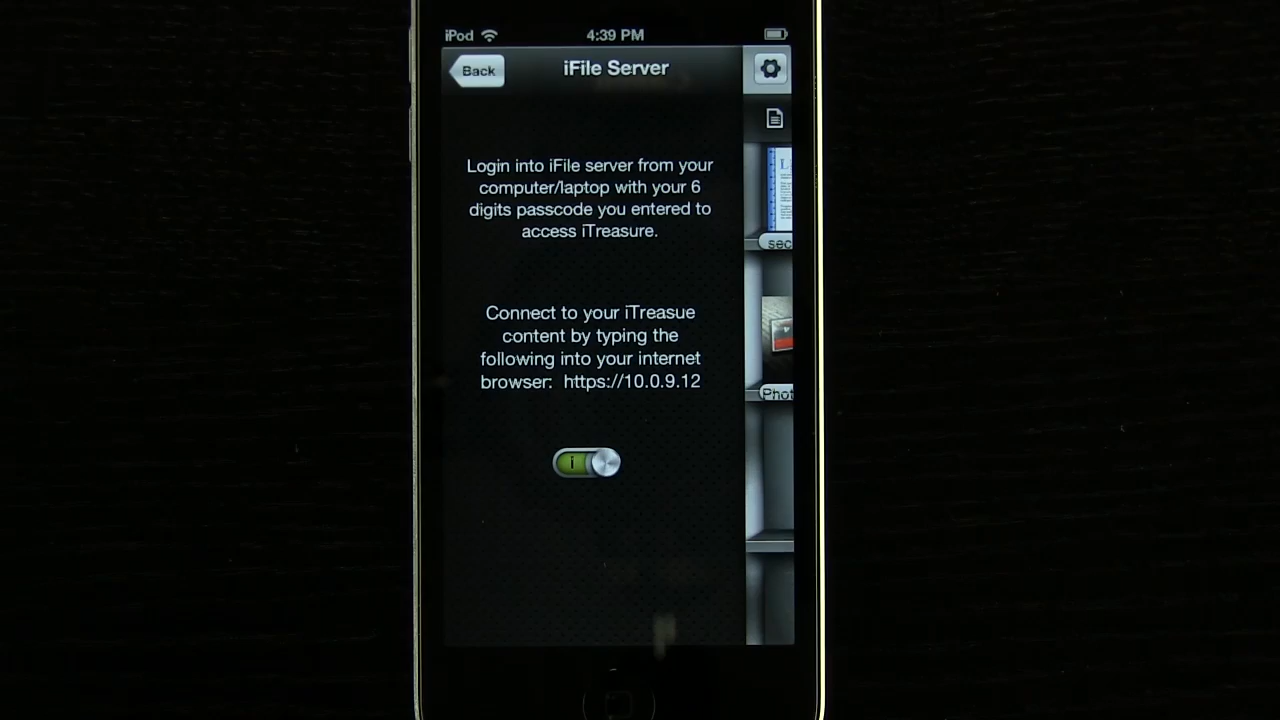 iPod 4:39 PM
Back iFile Server
Login into iFile server from your
computer/laptop with your 6
digits passcode you entered to
access iTreasure.
sec
Connect to your iTreasue
content by typing the
following into your internet
browser: https://10.0.9.12
Phot
i